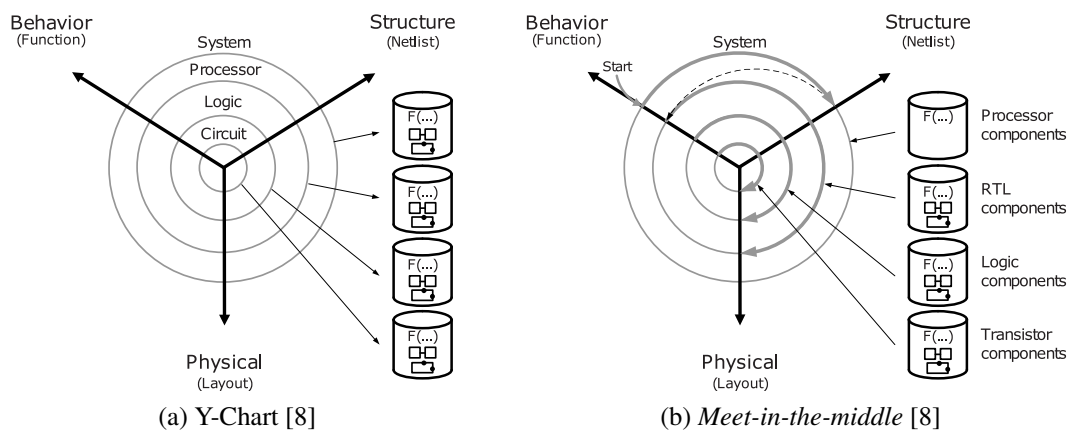 Behavior
(Function)
Structure
(Netlist)
System
Processor
Logic
Circuit
F(...)
F(...)
F(...)
F(...)
Physical
(Layout)
(a) Y-Chart [8]
Behavior
(Function)
Structure
(Netlist)
System
Start
F(...)
Processor
components
F(...)
RTL
components
F(...)
Logic
components
F(...)
Transistor
components
Physical
(Layout)
(b) Meet-in-the-middle [8]